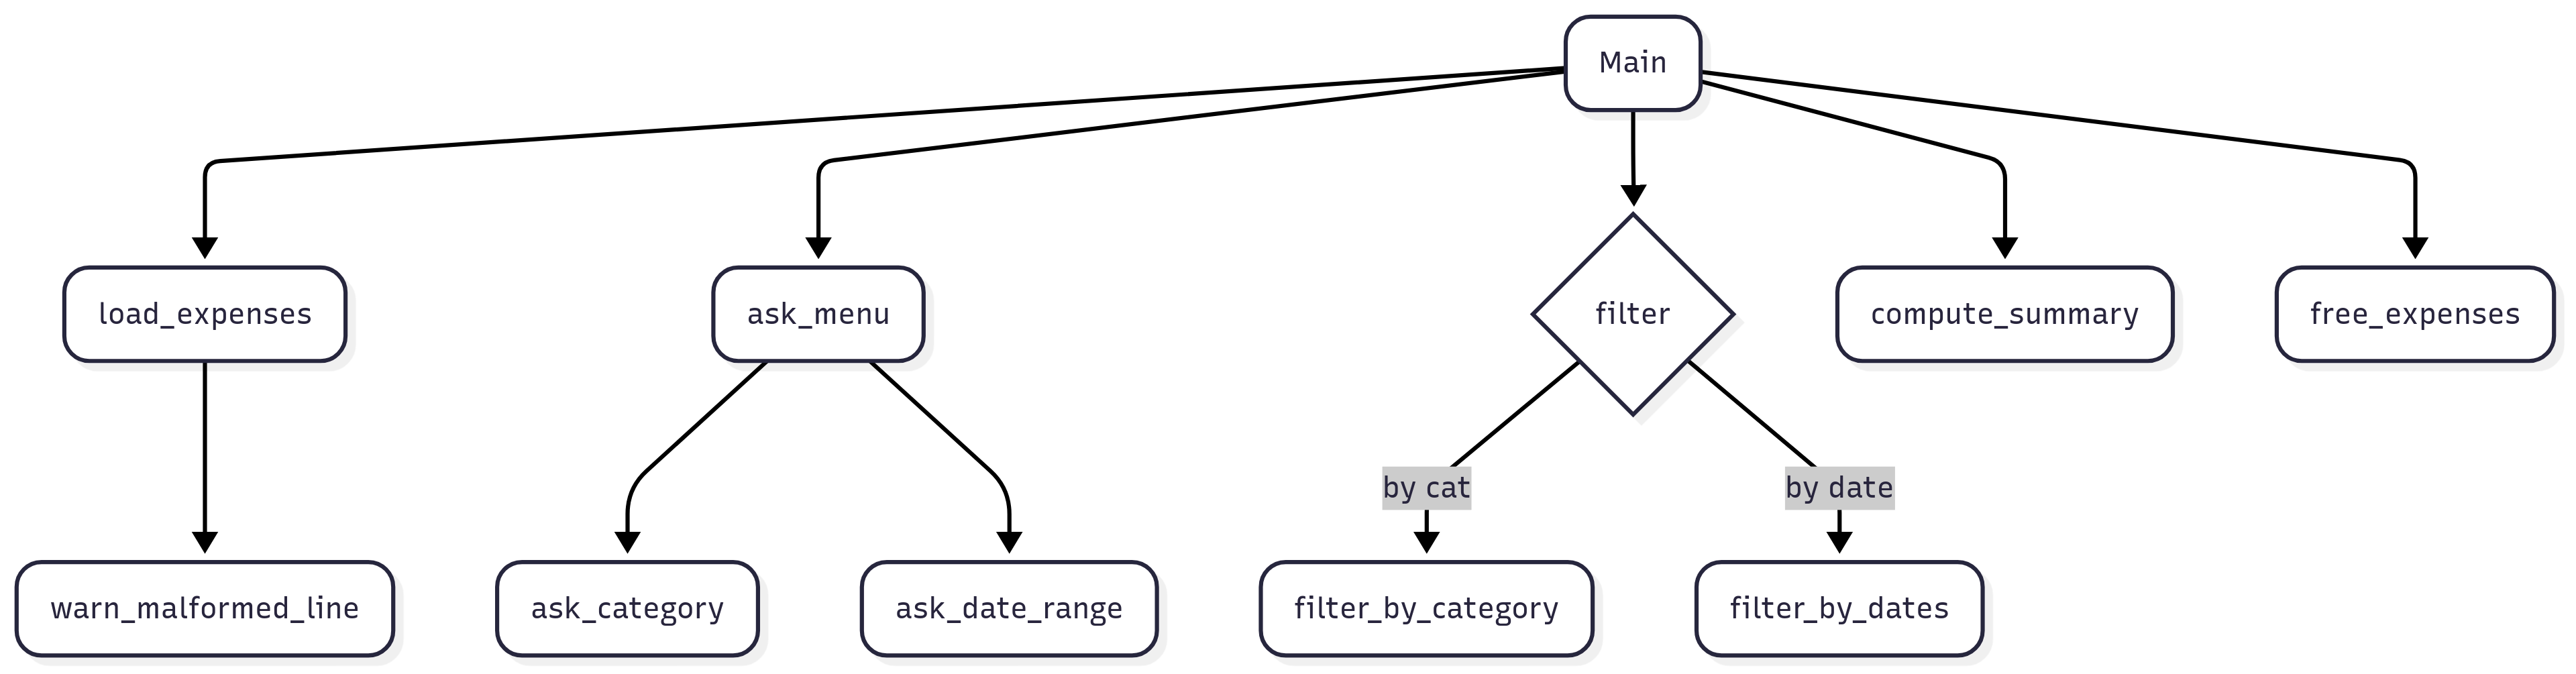 Main
load_expenses
ask_menu
filter
compute_summary
free_expenses
by cat
by date
warn_malformed_line
ask_category
ask_date_range
filter_by_category
filter_by_dates